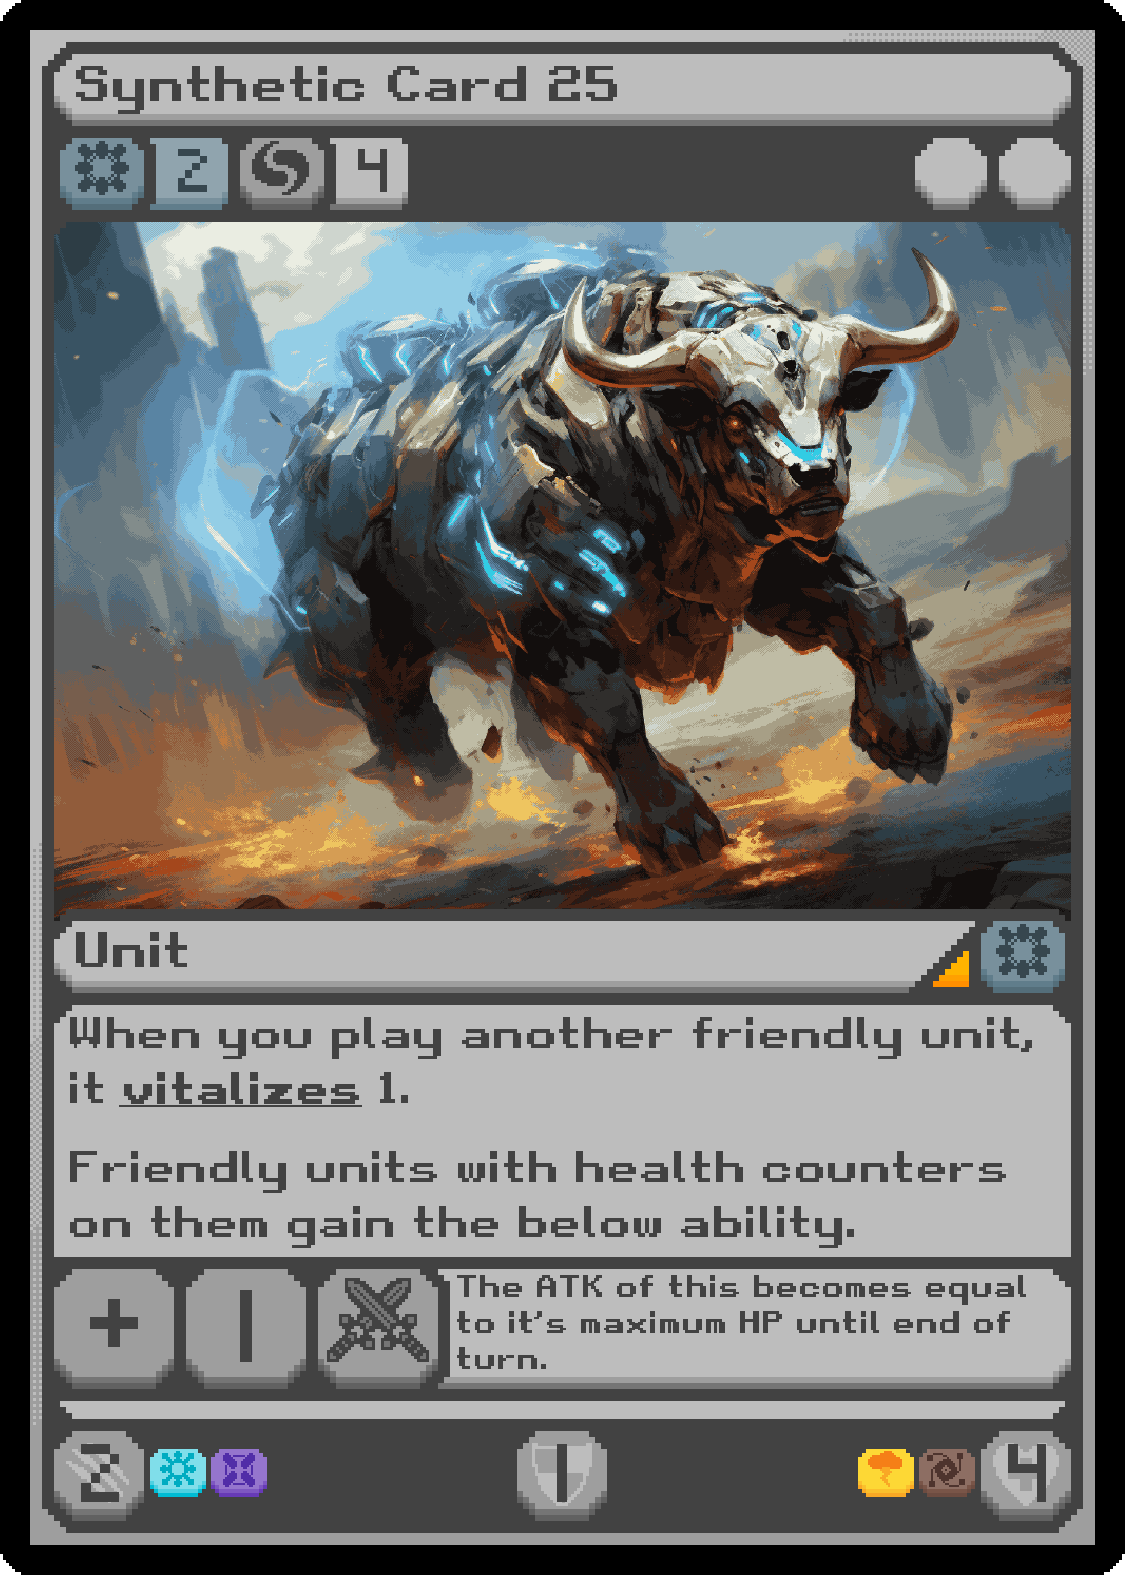 Synthetic Card 25
2 4
Unit
When you play another friendly unit,
it vitalizes 1.
Friendly units with health counters
on them gain the below ability.
+ 1
The ATK of this becomes equal
to it's maximum HP until end of
turn.
2 1 4